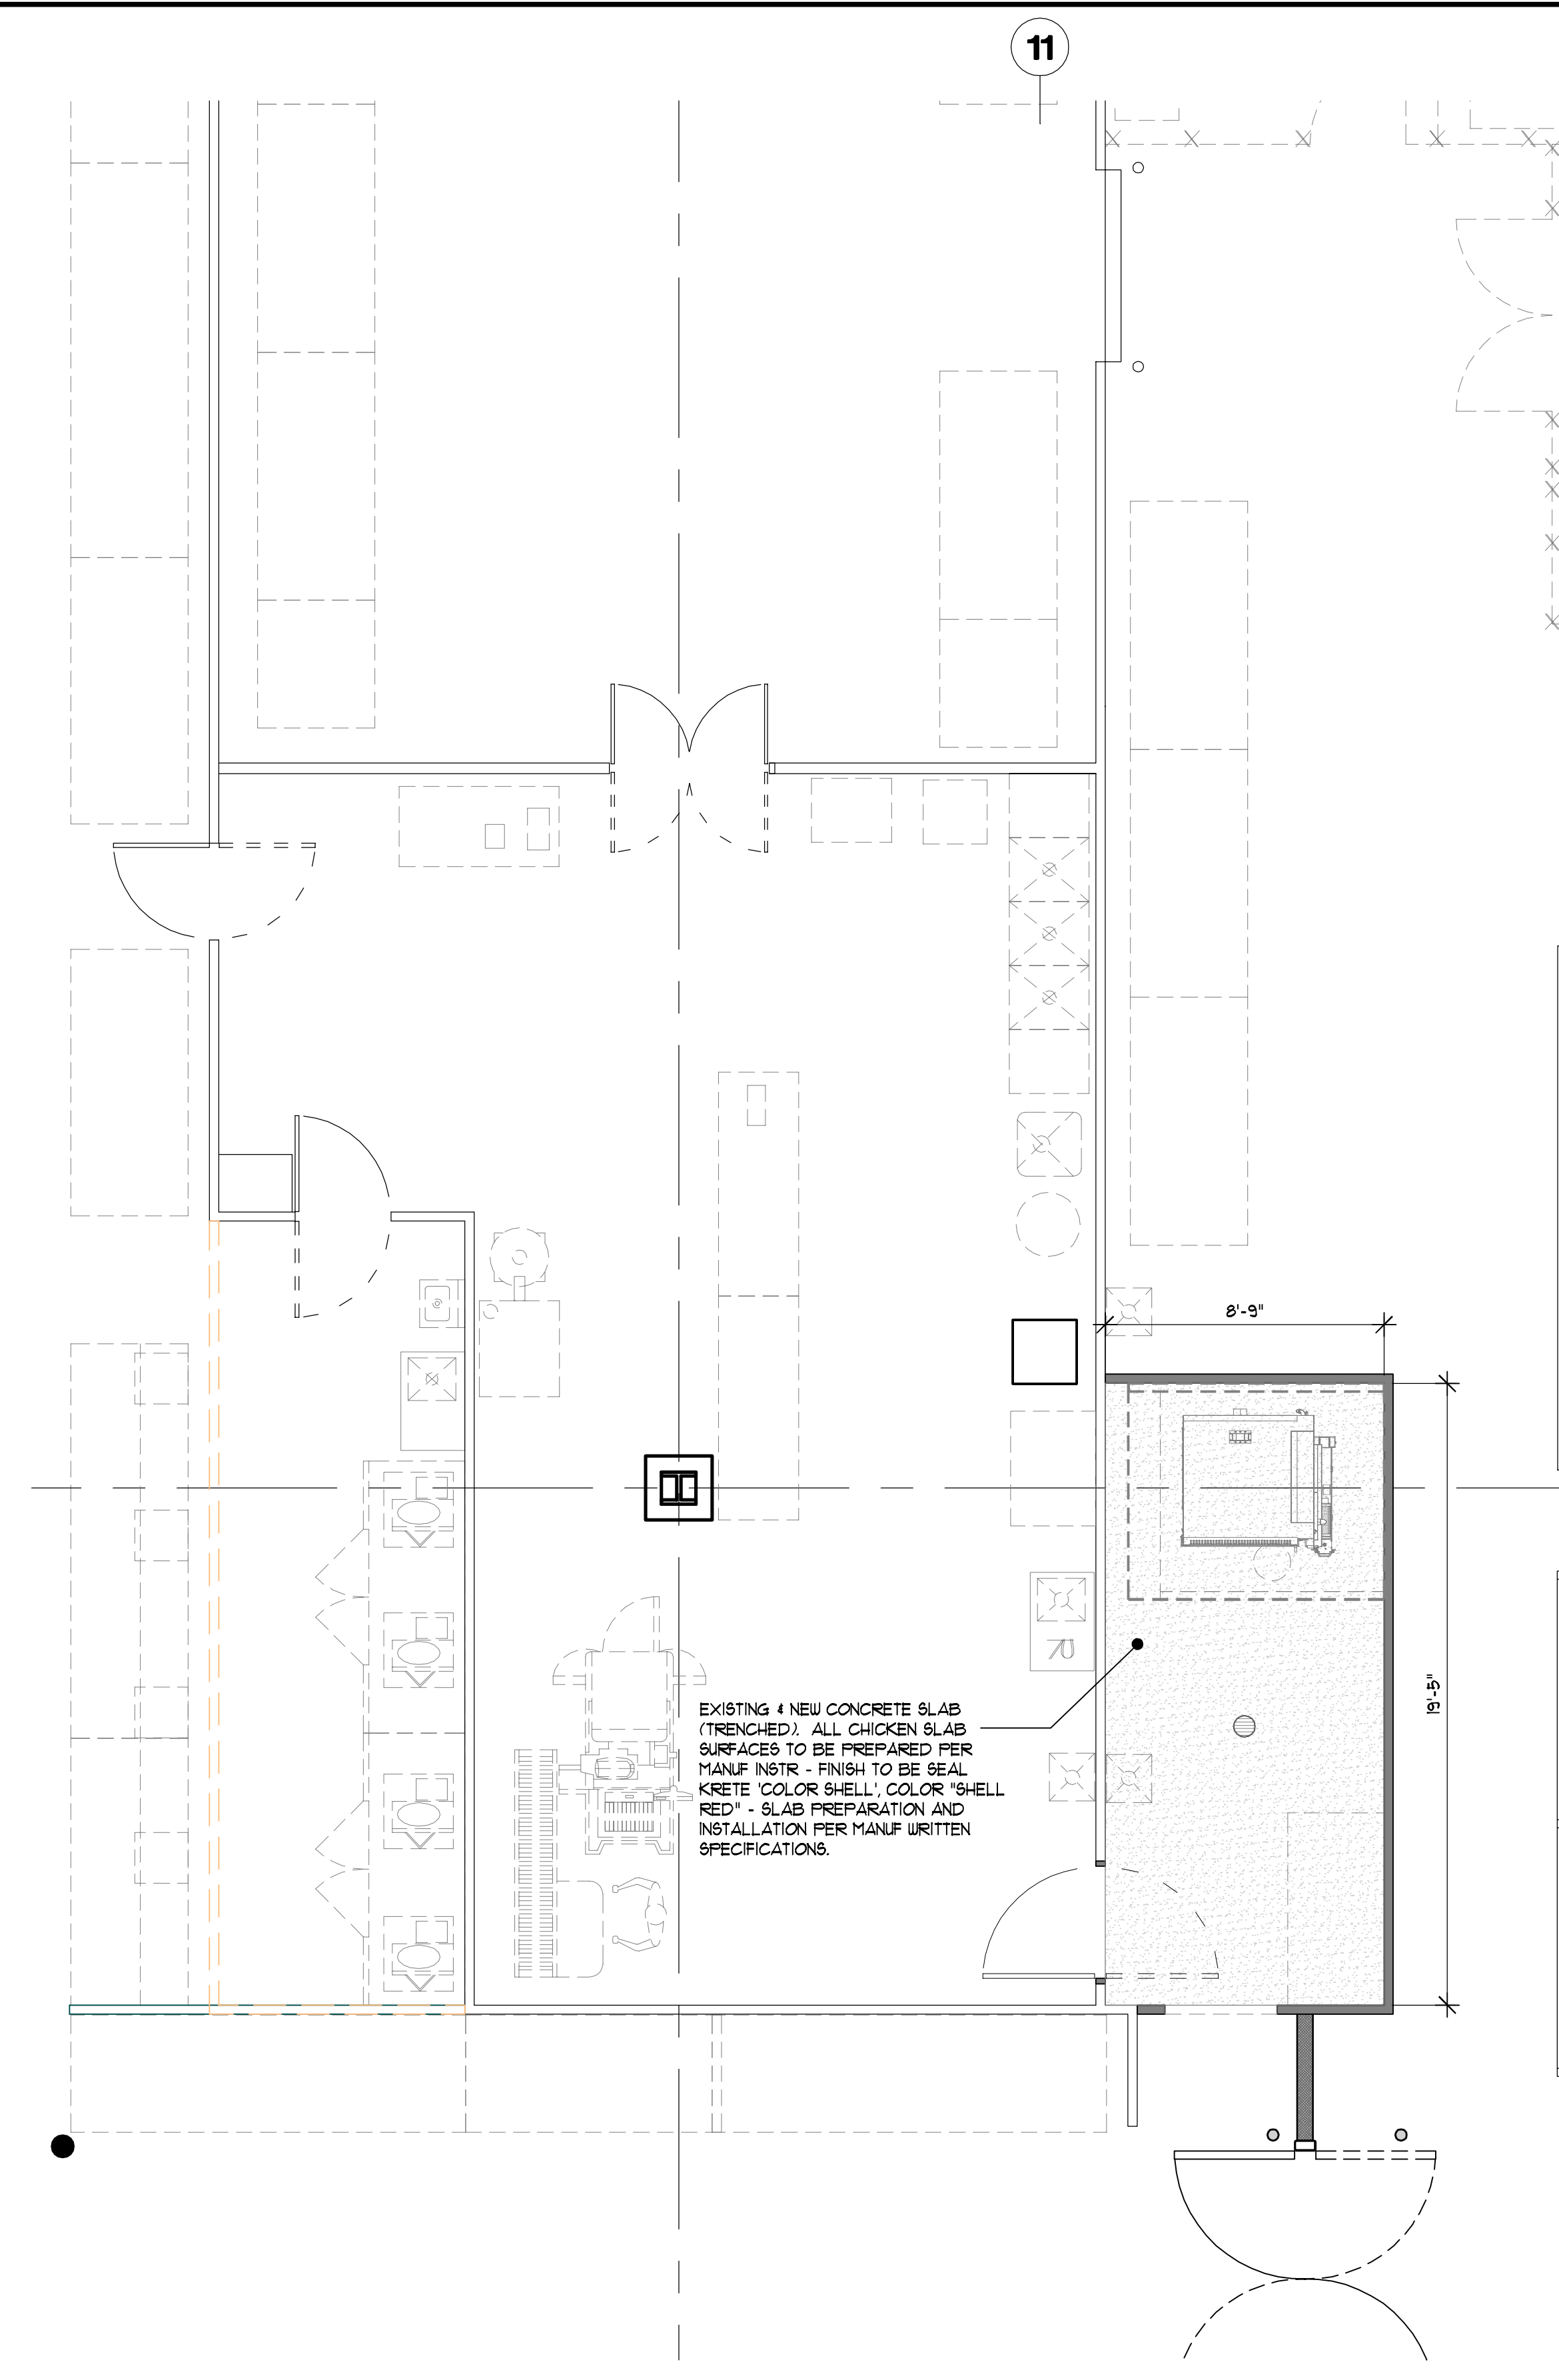 11
8'-9"
19'-5"
EXISTING & NEW CONCRETE SLAB
(TRENCHED). ALL CHICKEN SLAB
SURFACES TO BE PREPARED PER
MANUF INSTR - FINISH TO BE SEAL
KRETE 'COLOR SHELL', COLOR "SHELL
RED" - SLAB PREPARATION AND
INSTALLATION PER MANUF WRITTEN
SPECIFICATIONS.